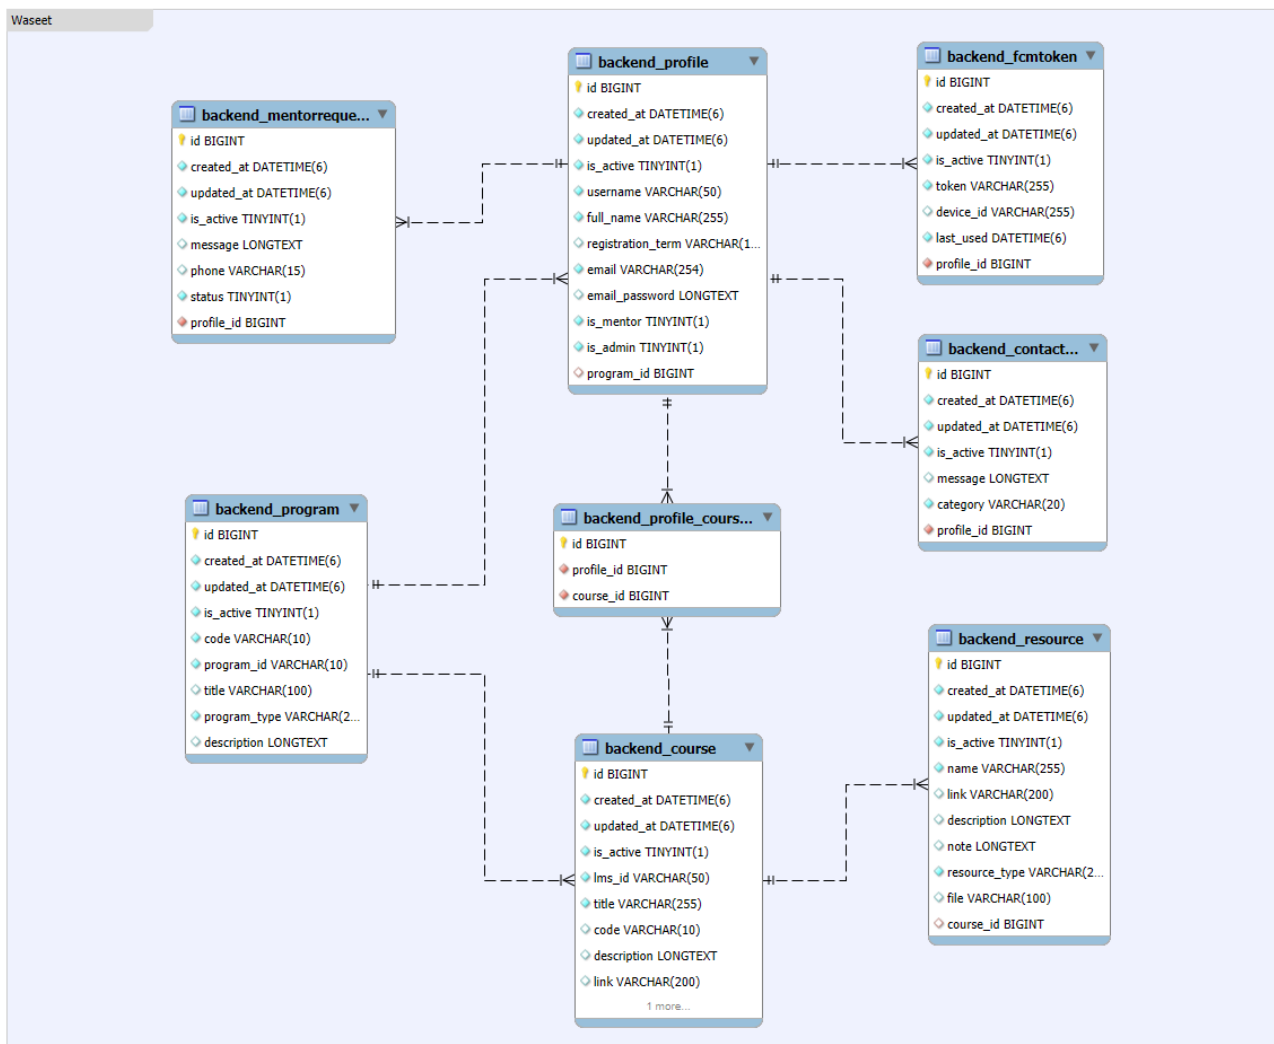 Waseet
backend_profile
id BIGINT
created_at DATETIME(6)
updated_at DATETIME(6)
is_active TINYINT(1)
username VARCHAR(50)
full_name VARCHAR(255)
registration_term VARCHAR(1...
email VARCHAR(254)
email_password LONGTEXT
is_mentor TINYINT(1)
is_admin TINYINT(1)
program_id BIGINT
backend_fcmtoken
id BIGINT
created_at DATETIME(6)
updated_at DATETIME(6)
is_active TINYINT(1)
token VARCHAR(255)
device_id VARCHAR(255)
last_used DATETIME(6)
profile_id BIGINT
backend_mentorreque...
id BIGINT
created_at DATETIME(6)
updated_at DATETIME(6)
is_active TINYINT(1)
message LONGTEXT
phone VARCHAR(15)
status TINYINT(1)
profile_id BIGINT
backend_contact...
id BIGINT
created_at DATETIME(6)
updated_at DATETIME(6)
is_active TINYINT(1)
message LONGTEXT
category VARCHAR(20)
profile_id BIGINT
backend_program
id BIGINT
created_at DATETIME(6)
updated_at DATETIME(6)
is_active TINYINT(1)
code VARCHAR(10)
program_id VARCHAR(10)
title VARCHAR(100)
program_type VARCHAR(2...
description LONGTEXT
backend_profile_cours...
id BIGINT
profile_id BIGINT
course_id BIGINT
backend_resource
id BIGINT
created_at DATETIME(6)
updated_at DATETIME(6)
is_active TINYINT(1)
name VARCHAR(255)
link VARCHAR(200)
description LONGTEXT
note LONGTEXT
resource_type VARCHAR(2...
file VARCHAR(100)
course_id BIGINT
backend_course
id BIGINT
created_at DATETIME(6)
updated_at DATETIME(6)
is_active TINYINT(1)
lms_id VARCHAR(50)
title VARCHAR(255)
code VARCHAR(10)
description LONGTEXT
link VARCHAR(200)
1 more...